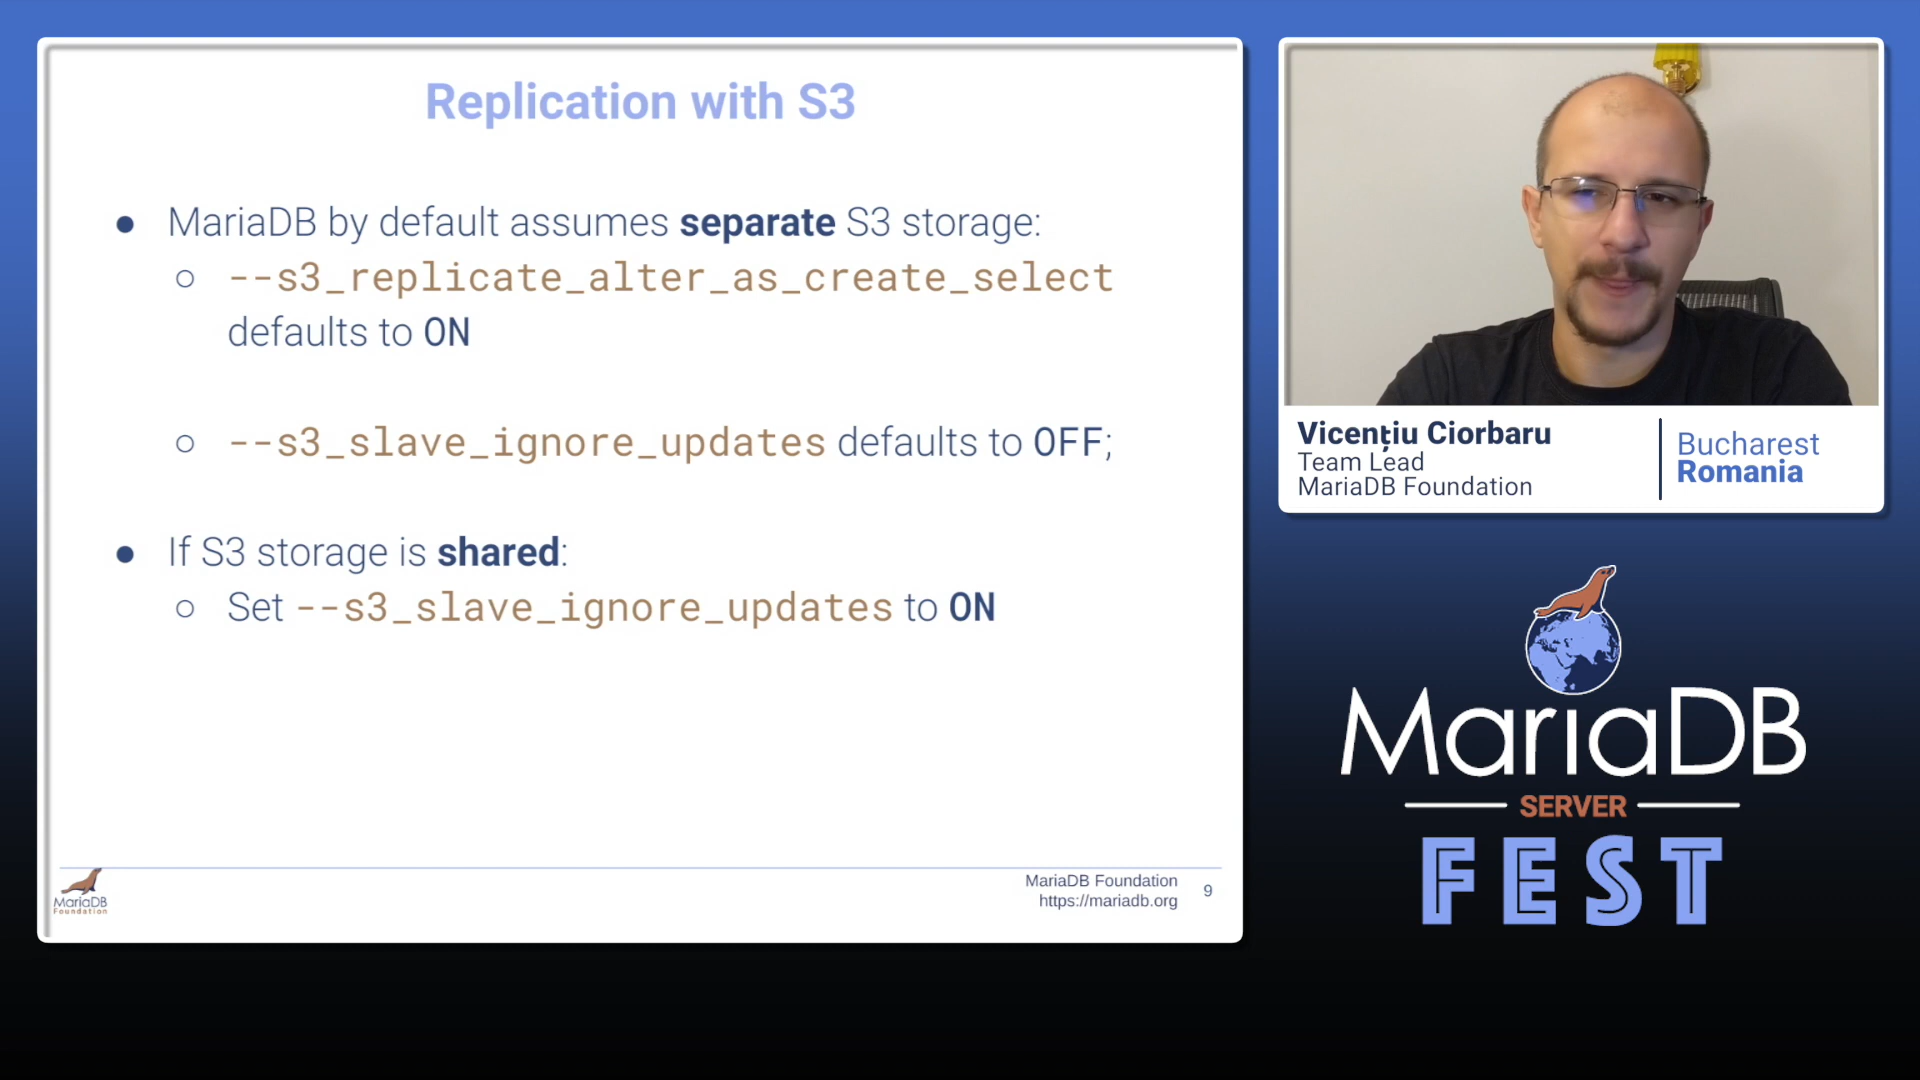 Replication with S3
● MariaDB by default assumes separate S3 storage:
○ --s3_replicate_alter_as_create_select
defaults to ON
○ --s3_slave_ignore_updates defaults to OFF;
● If S3 storage is shared:
○ Set --s3_slave_ignore_updates to ON
MariaDB
Foundation
MariaDB Foundation
https://mariadb.org
9
Vicențiu Ciorbaru
Team Lead
MariaDB Foundation
Bucharest
Romania
MariaDB
SERVER
FEST